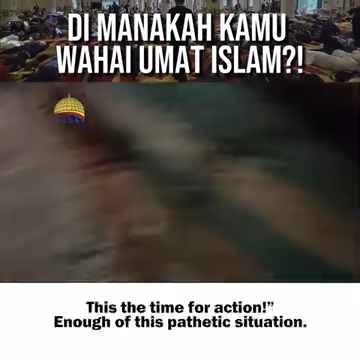 DI MANAKAH KAMU
WAHAI UMAT ISLAM?!
This the time for action!”
Enough of this pathetic situation.